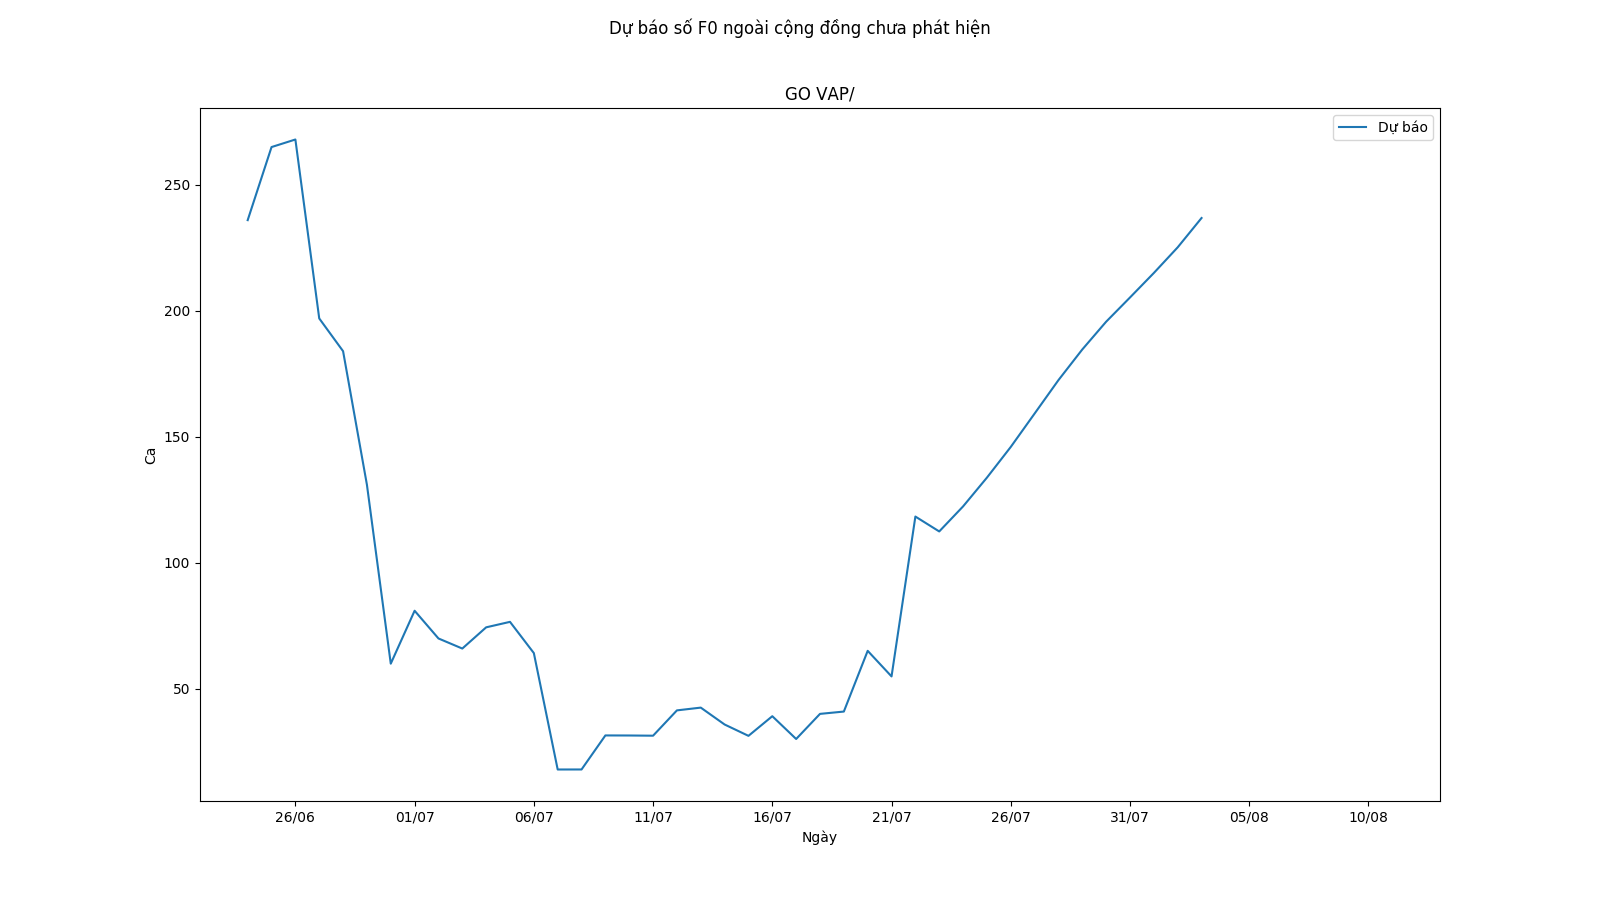 Dự báo số F0 ngoài cộng đồng chưa phát hiện
GO VAP/
Dự báo
250
200
150
100
50
Ca
26/06 01/07 06/07 11/07 16/07 21/07 26/07 31/07 05/08 10/08
Ngày